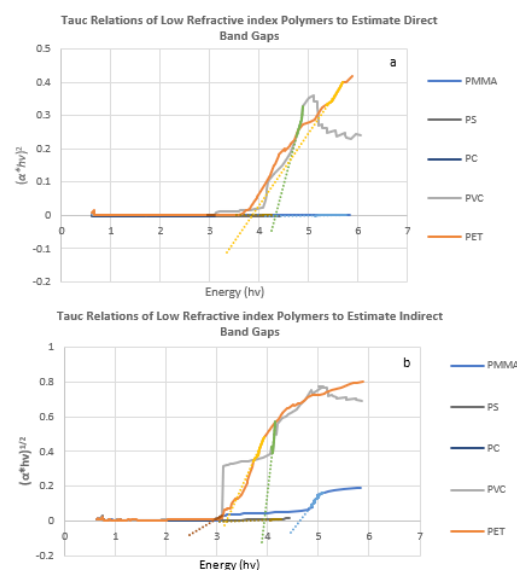 Tauc Relations of Low Refractive index Polymers to Estimate Direct
Band Gaps
a
0.5
0.4
0.3
0.2
0.1
0
-0.1
-0.2
(α*hv)²
1
2
3
4
5
6
7
Energy (hv)
PMMA
PS
PC
PVC
PET
Tauc Relations of Low Refractive index Polymers to Estimate Indirect
Band Gaps
b
1
0.8
0.6
0.4
0.2
0
-0.2
(α*hv)¹/²
0
1
2
3
4
5
6
7
Energy (hv)
PMMA
PS
PC
PVC
PET